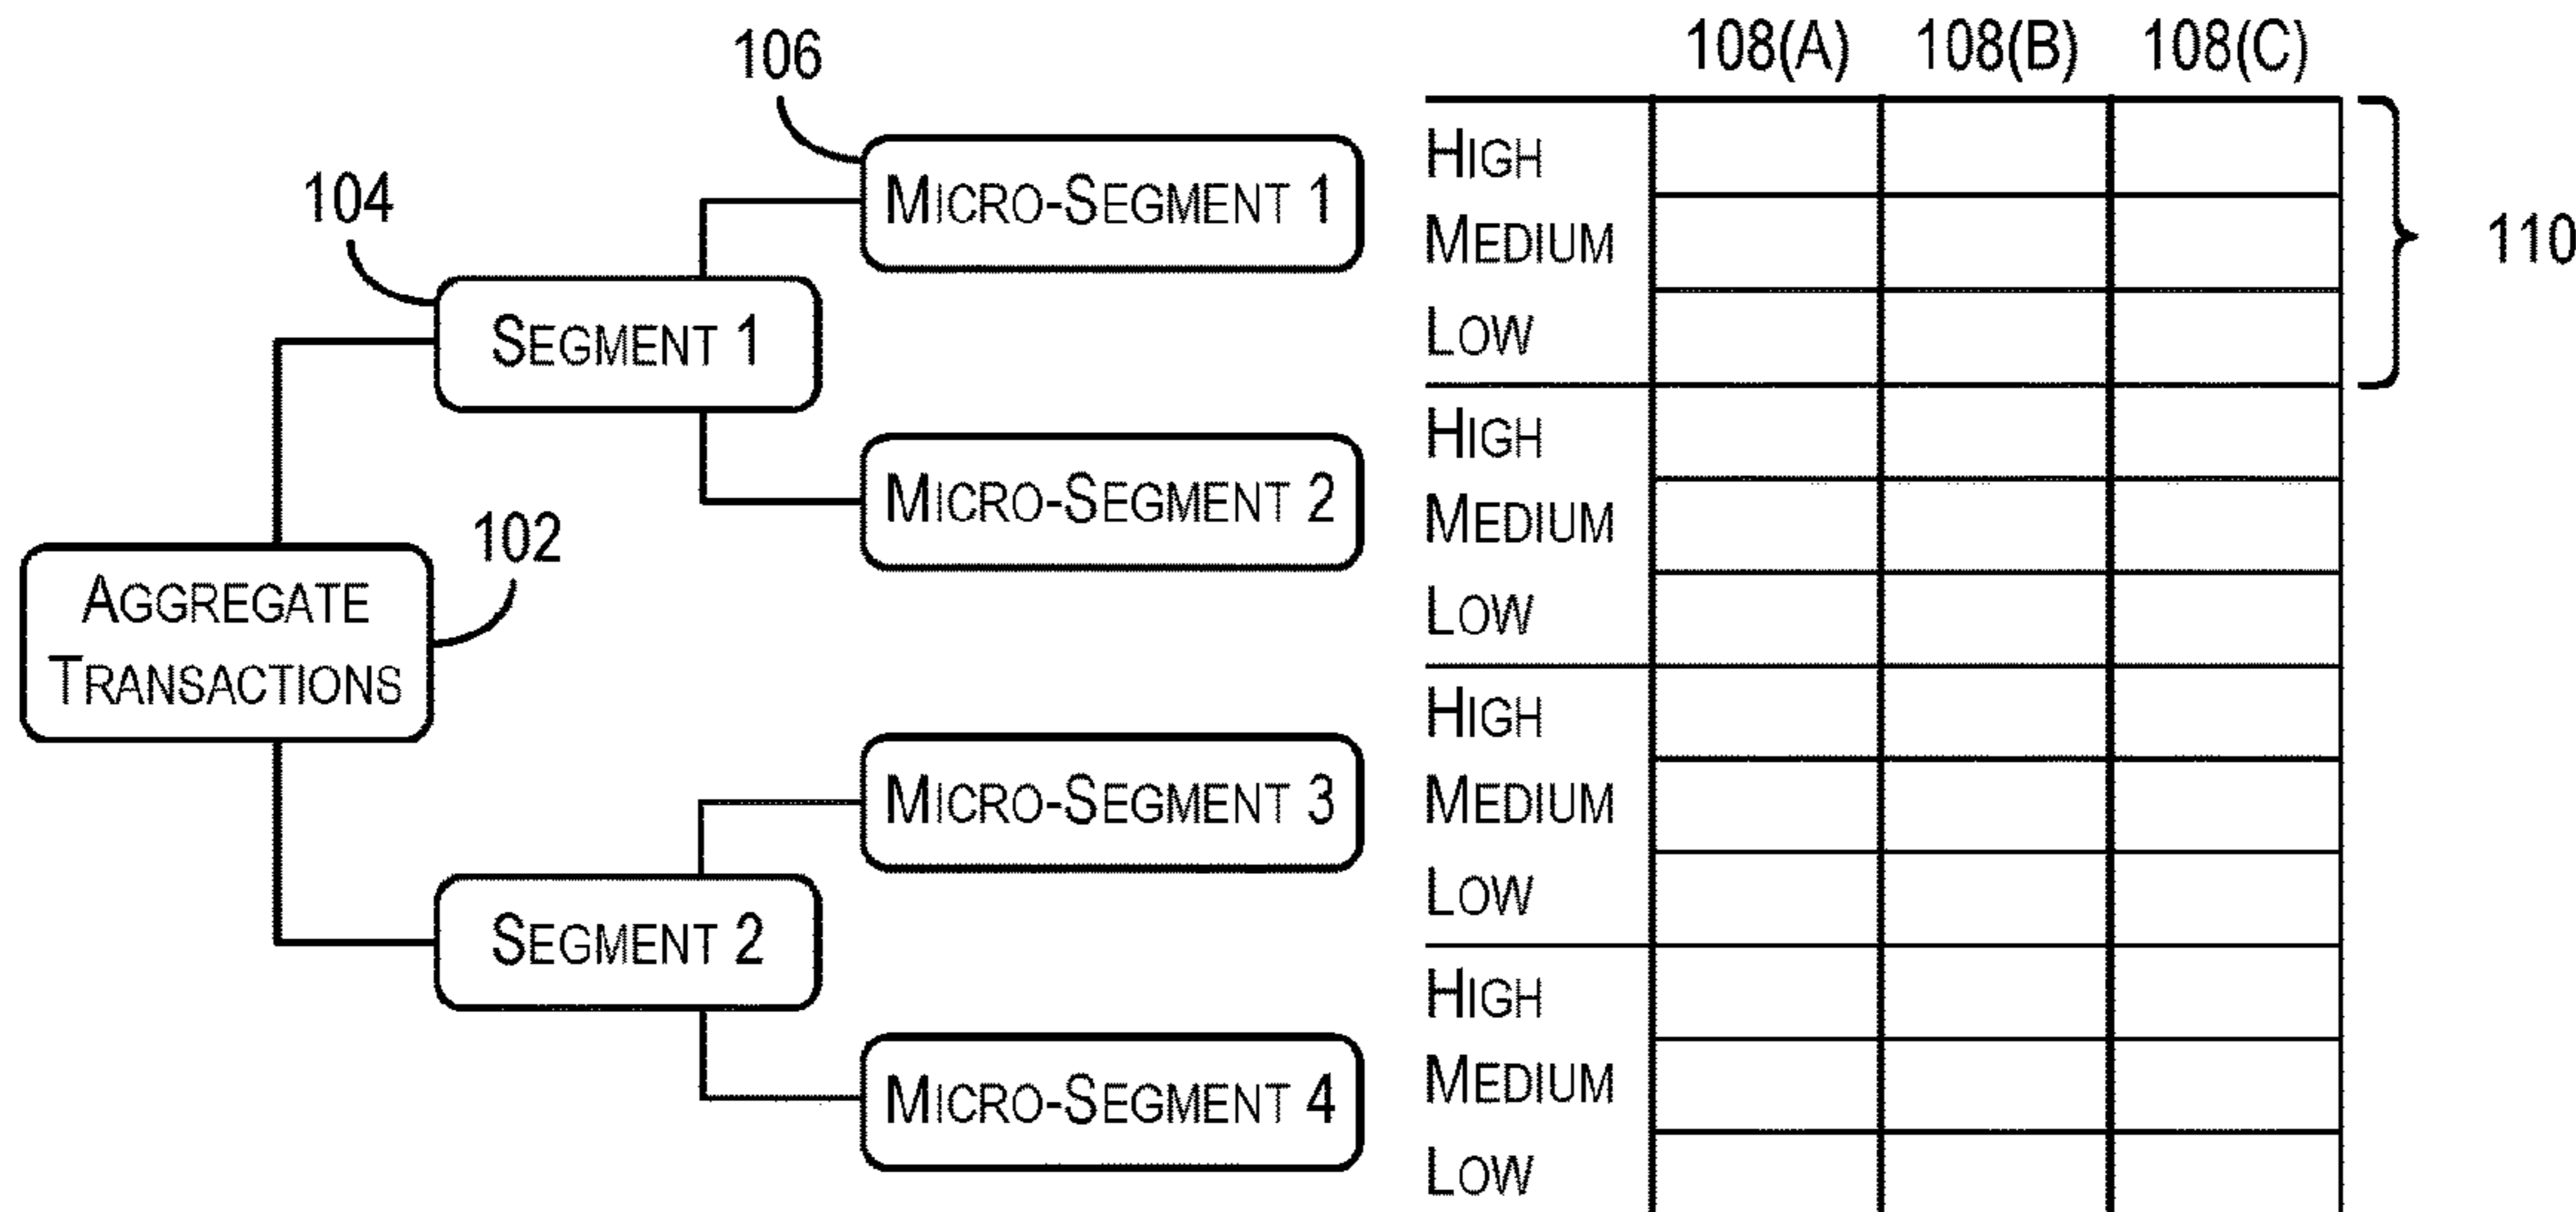 108(A) 108(B) 108(C)
106
HIGH
104
MICRO-SEGMENT 1
MEDIUM
110
SEGMENT 1
LOW
HIGH
MICRO-SEGMENT 2
MEDIUM
102
AGGREGATE
TRANSACTIONS
LOW
HIGH
MICRO-SEGMENT 3
MEDIUM
LOW
SEGMENT 2
HIGH
MICRO-SEGMENT 4
MEDIUM
LOW